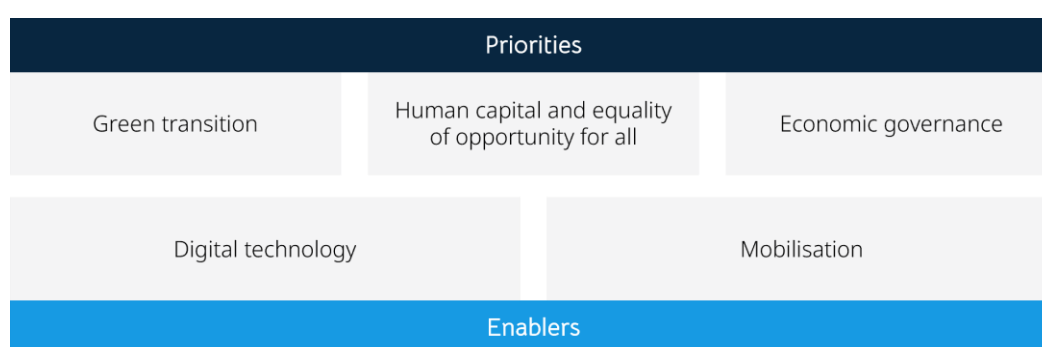 Priorities
Green transition
Human capital and equality
of opportunity for all
Economic governance
Digital technology
Mobilisation
Enablers